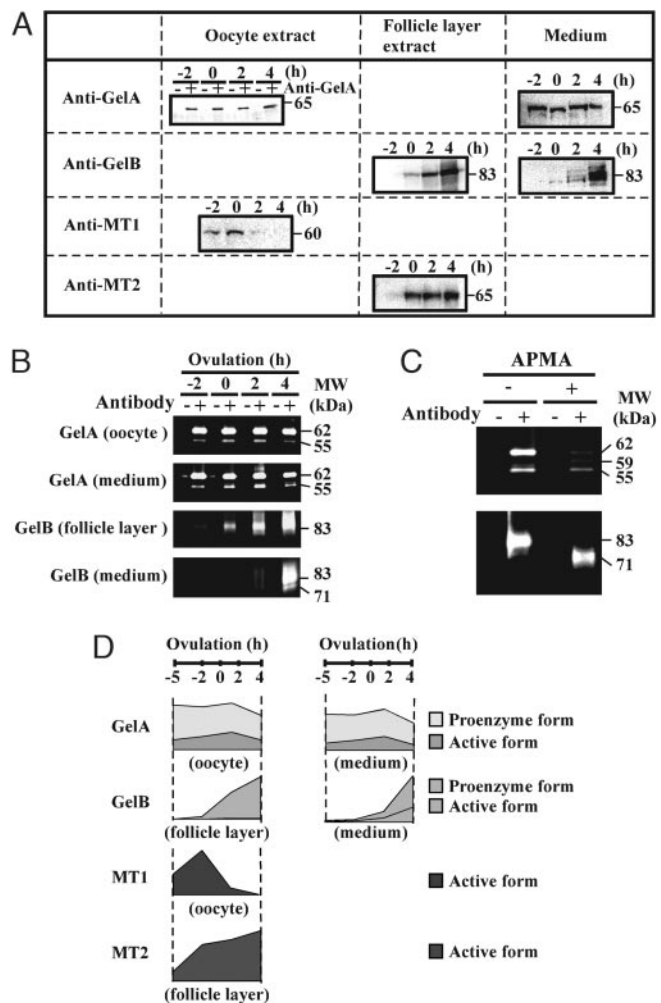 A
Oocyte extract Follicle layer extract Medium
-2 0 2 4 (h)
- + - + - + - + Anti-GelA
Anti-GelA
65
-2 0 2 4 (h)
65
Anti-GelB
-2 0 2 4 (h)
83
-2 0 2 4 (h)
83
Anti-MT1
-2 0 2 4 (h)
60
Anti-MT2
-2 0 2 4 (h)
65
B
Ovulation (h)
-2 0 2 4 MW
Antibody - + - + - + - + (kDa)
GelA (oocyte) 62
55
GelA (medium) 62
55
GelB (follicle layer) 83
GelB (medium) 83
71
C
APMA
- + MW
Antibody - + - + (kDa)
62
59
55
83
71
D
Ovulation (h) Ovulation(h)
-5 -2 0 2 4 -5 -2 0 2 4
GelA Proenzyme form
Active form
(oocyte) (medium)
GelB Proenzyme form
Active form
(follicle layer) (medium)
MT1 Active form
(oocyte)
MT2 Active form
(follicle layer)